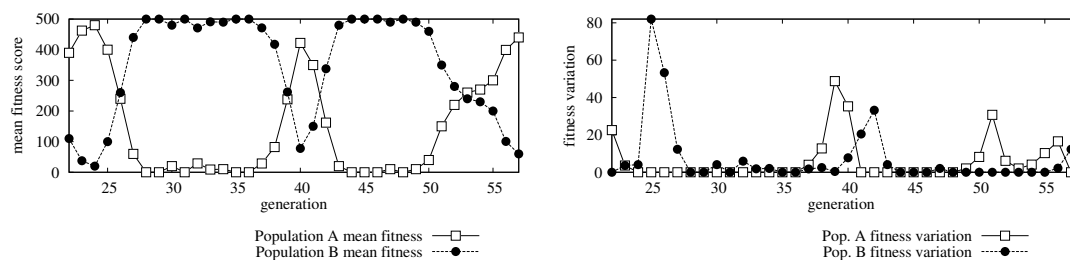 500
400
300
200
100
0
mean fitness score
25 30 35 40 45 50 55
generation
Population A mean fitness
Population B mean fitness
80
60
40
20
0
fitness variation
25 30 35 40 45 50 55
generation
Pop. A fitness variation
Pop. B fitness variation